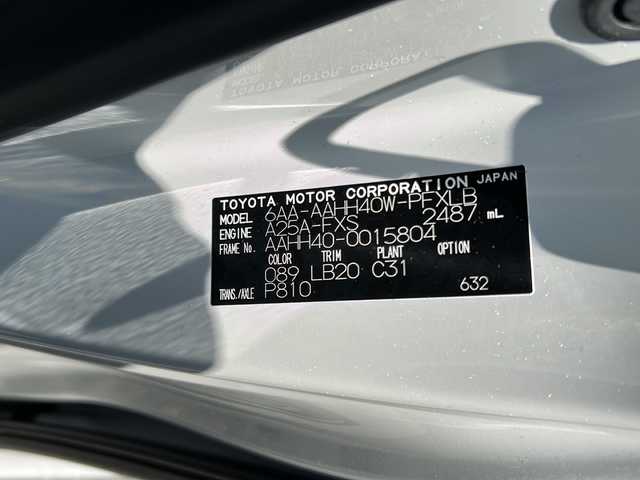 TOYOTA MOTOR CORPORATION JAPAN
MODEL 6AA-AAHH40W-PFXLB
ENGINE A25A-FXS 2487 mL
FRAME No. AAHH40-0015804
COLOR TRIM PLANT OPTION
089 LB20 C31
TRANS./AXLE P810 632